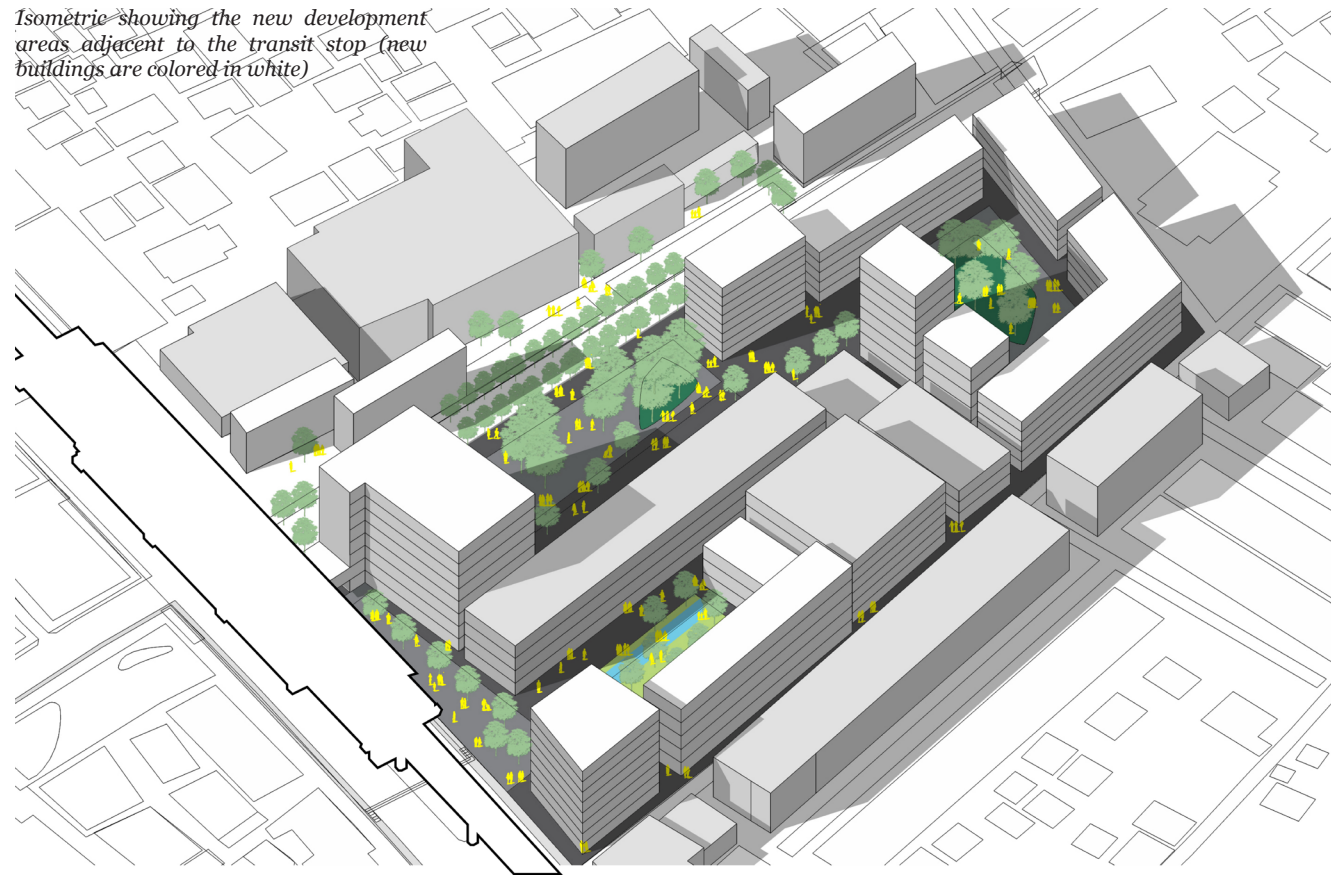 Isometric showing the new development
areas adjacent to the transit stop (new
buildings are colored in white)